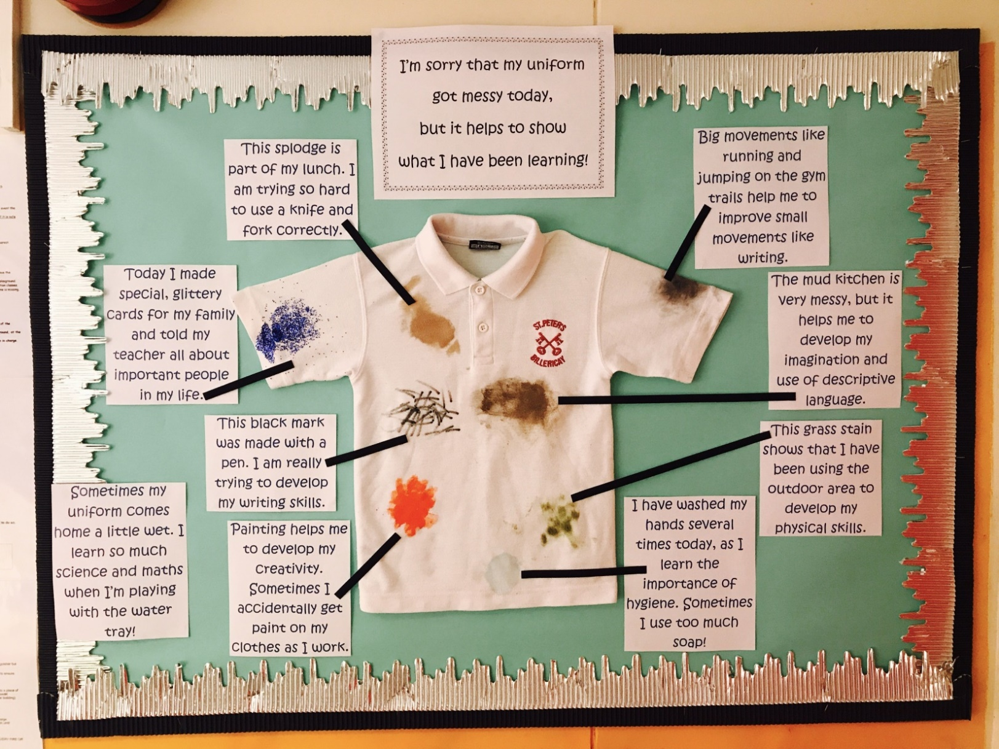 I'm sorry that my uniform
got messy today,
but it helps to show
what I have been learning!
This splodge is
part of my lunch. I
am trying so hard
to use a knife and
fork correctly.
Big movements like
running and
jumping on the gym
trails help me to
improve small
movements like
writing.
Today I made
special, glittery
cards for my family
and told my
teacher all about
important people
in my life.
The mud kitchen is
very messy, but it
helps me to
develop my
imagination and
use of descriptive
language.
ST.PETER'S
BILLERICAY
This black mark
was made with a
pen. I am really
trying to develop
my writing skills.
This grass stain
shows that I have
been using the
outdoor area to
develop my
physical skills.
Sometimes my
uniform comes
home a little wet. I
learn so much
science and maths
when I'm playing
with the water
tray!
Painting helps me
to develop my
creativity.
Sometimes I
accidentally get
paint on my
clothes as I work.
I have washed my
hands several
times today, as I
learn the
importance of
hygiene. Sometimes
I use too much
soap!